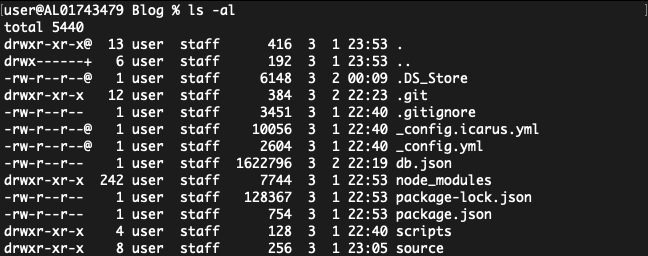 [user@AL01743479 Blog % ls -al
total 5440
drwxr-xr-x@  13 user  staff      416  3  1 23:53 .
drwx------+   6 user  staff      192  3  1 23:53 ..
-rw-r--r--@   1 user  staff     6148  3  2 00:09 .DS_Store
drwxr-xr-x   12 user  staff      384  3  2 22:23 .git
-rw-r--r--    1 user  staff     3451  3  1 22:40 .gitignore
-rw-r--r--@   1 user  staff    10056  3  1 22:40 _config.icarus.yml
-rw-r--r--@   1 user  staff     2604  3  1 22:40 _config.yml
-rw-r--r--    1 user  staff  1622796  3  2 22:19 db.json
drwxr-xr-x  242 user  staff     7744  3  1 22:53 node_modules
-rw-r--r--    1 user  staff   128367  3  1 22:53 package-lock.json
-rw-r--r--    1 user  staff      754  3  1 22:53 package.json
drwxr-xr-x    4 user  staff      128  3  1 22:40 scripts
drwxr-xr-x    8 user  staff      256  3  1 23:05 source